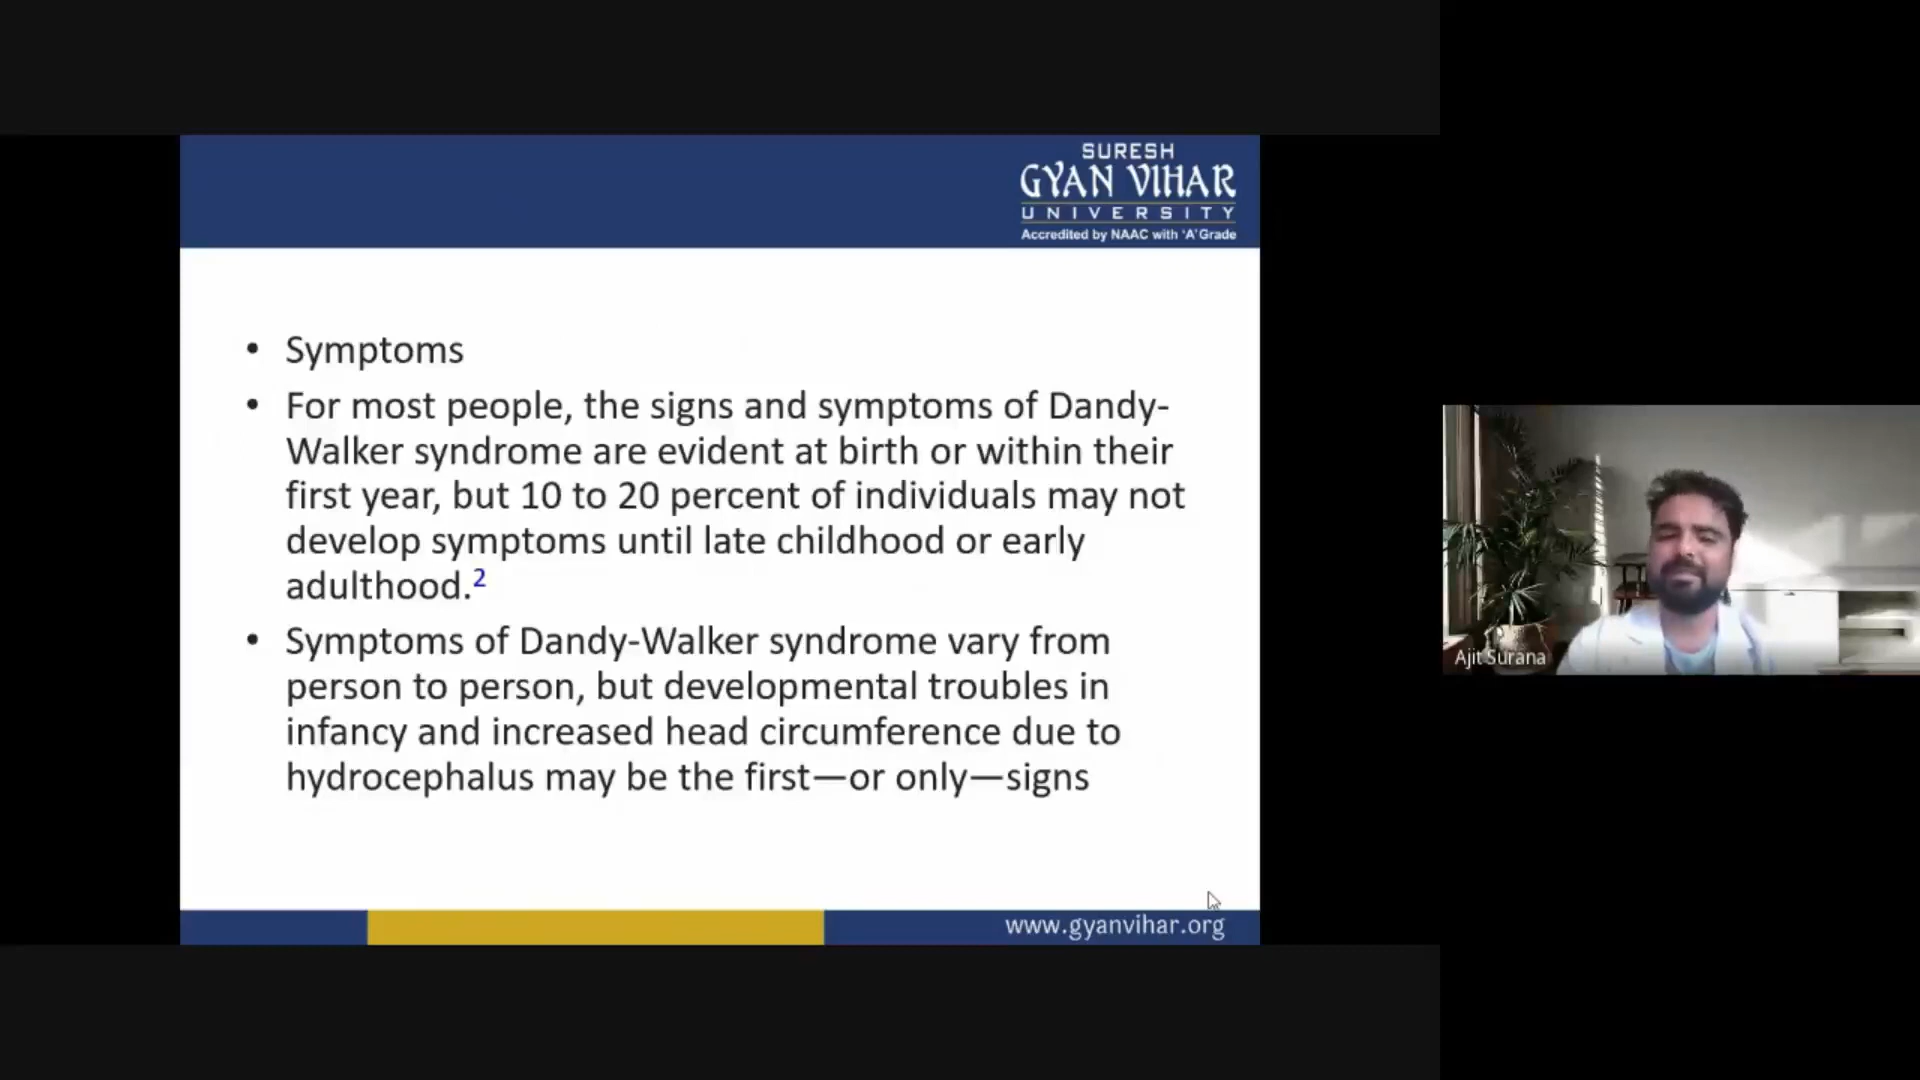 SURESH
GYAN VIHAR
UNIVERSITY
Accredited by NAAC with 'A' Grade
• Symptoms
• For most people, the signs and symptoms of Dandy-
Walker syndrome are evident at birth or within their
first year, but 10 to 20 percent of individuals may not
develop symptoms until late childhood or early
adulthood.2
• Symptoms of Dandy-Walker syndrome vary from
person to person, but developmental troubles in
infancy and increased head circumference due to
hydrocephalus may be the first—or only—signs
www.gyanvihar.org
Ajit Surana